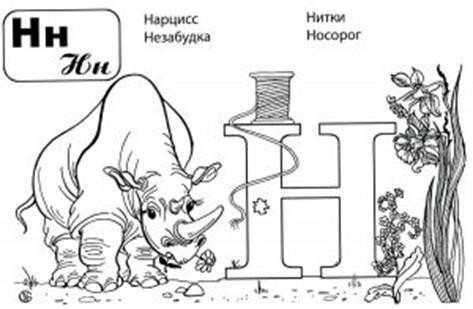 Нн
Нн
Нарцисс
Незабудка
Нитки
Носорог
Н